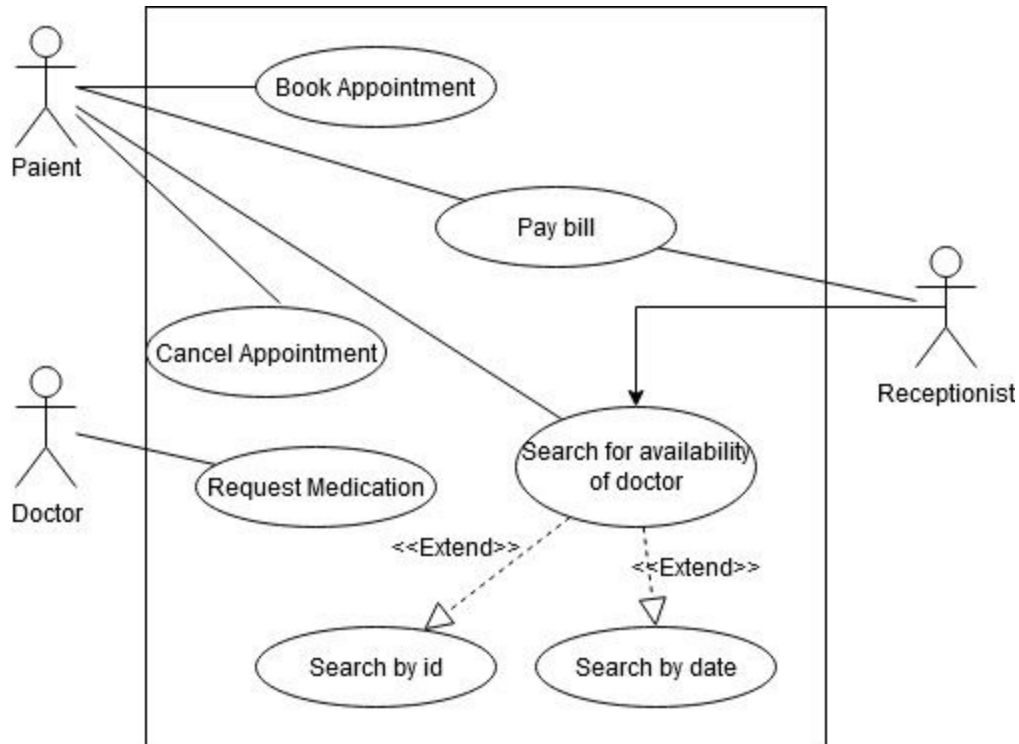 Book Appointment
Paient
Pay bill
Cancel Appointment
Receptionist
Search for availability
of doctor
Request Medication
Doctor
<<Extend>>
<<Extend>>
Search by id
Search by date